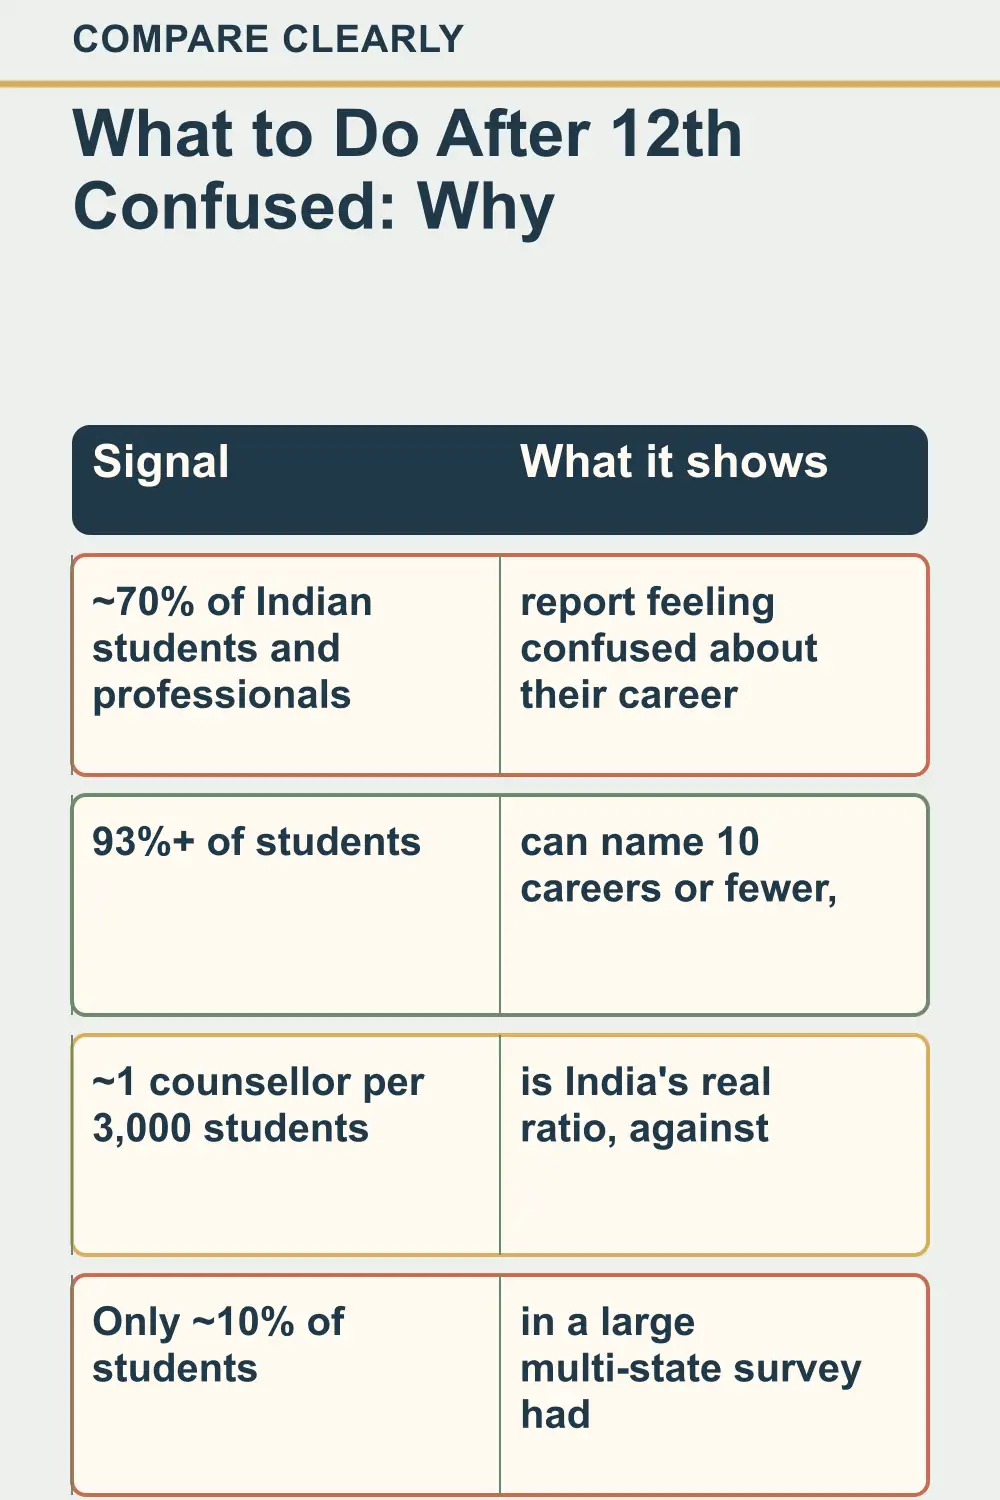 COMPARE CLEARLY
What to Do After 12th
Confused: Why
Signal
What it shows
~70% of Indian
students and
professionals
report feeling
confused about
their career
93%+ of students
can name 10
careers or fewer,
~1 counsellor per
3,000 students
is India's real
ratio, against
Only ~10% of
students
in a large
multi-state survey
had